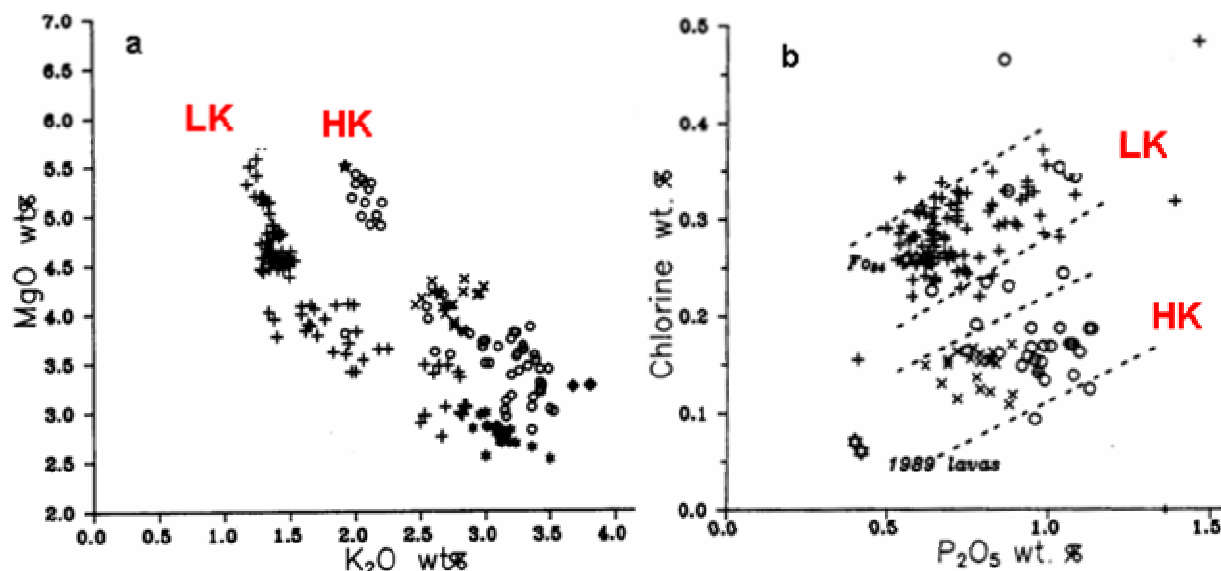 a
LK
HK
7.0
6.5
6.0
5.5
5.0
4.5
4.0
3.5
3.0
2.5
2.0
MgO wt%
0.0 0.5 1.0 1.5 2.0 2.5 3.0 3.5 4.0
K₂O wt%
b
LK
HK
0.5
0.4
0.3
0.2
0.1
0.0
Chlorine wt. %
1989 lavas
0.0 0.5 1.0 1.5
P₂O₅ wt. %